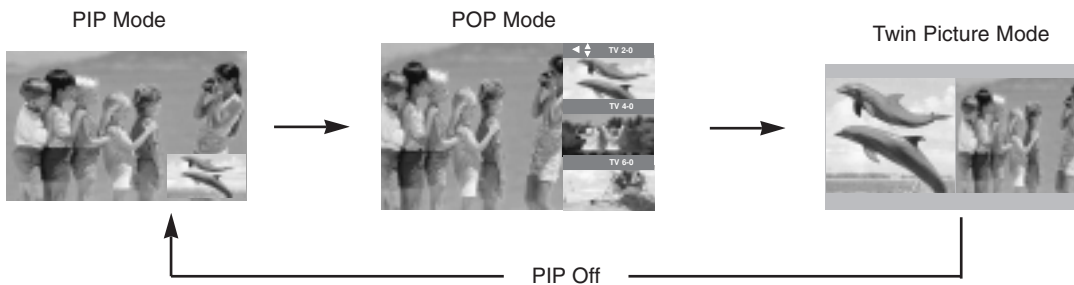 PIP Mode
POP Mode
Twin Picture Mode
TV 2-0
TV 4-0
TV 6-0
PIP Off